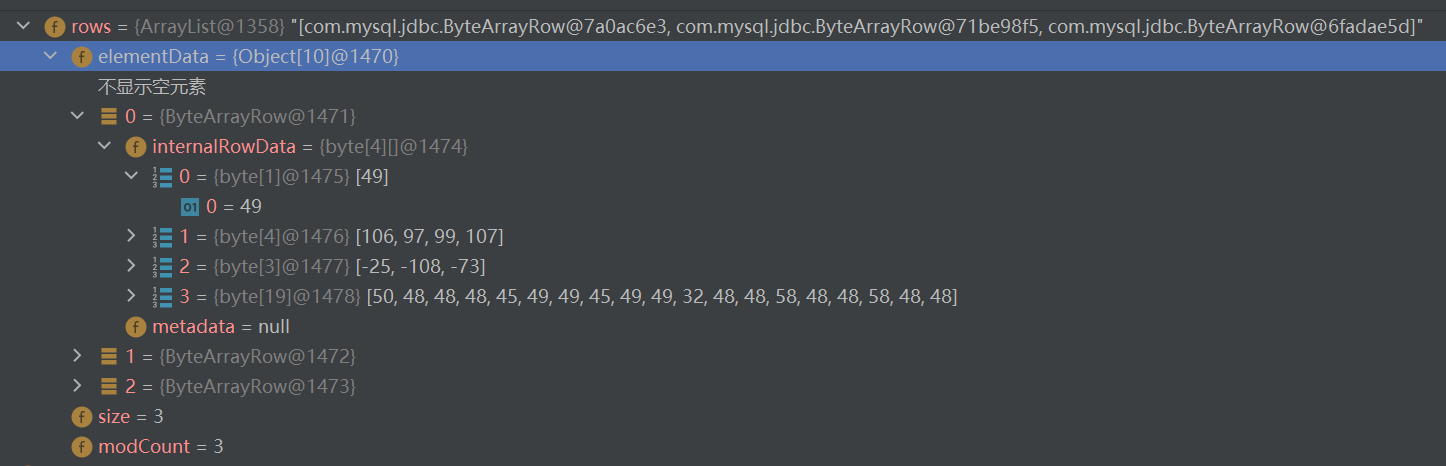 rows = {ArrayList@1358} "[com.mysql.jdbc.ByteArrayRow@7a0ac6e3, com.mysql.jdbc.ByteArrayRow@71be98f5, com.mysql.jdbc.ByteArrayRow@6fadae5d]"
elementData = {Object[10]@1470}
不显示空元素
0 = {ByteArrayRow@1471}
internalRowData = {byte[4][]@1474}
0 = {byte[1]@1475} [49]
0 = 49
1 = {byte[4]@1476} [106, 97, 99, 107]
2 = {byte[3]@1477} [-25, -108, -73]
3 = {byte[19]@1478} [50, 48, 48, 48, 45, 49, 49, 45, 49, 49, 32, 48, 48, 58, 48, 48, 58, 48, 48]
metadata = null
1 = {ByteArrayRow@1472}
2 = {ByteArrayRow@1473}
size = 3
modCount = 3